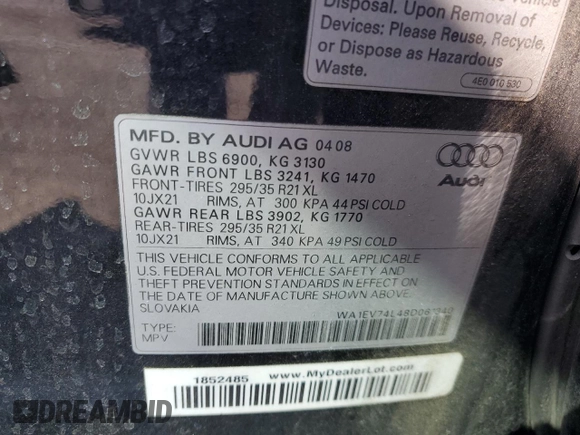 Disposal. Upon Removal of
Devices: Please Reuse, Recycle,
or Dispose as Hazardous
Waste.
4E0 010 530
MFD. BY AUDI AG 04 08
GVWR LBS 6900, KG 3130
GAWR FRONT LBS 3241, KG 1470
FRONT-TIRES 295/35 R21 XL
10JX21 RIMS, AT 300 KPA 44 PSI COLD
GAWR REAR LBS 3902, KG 1770
REAR-TIRES 295/35 R21 XL
10JX21 RIMS, AT 340 KPA 49 PSI COLD
Audi
THIS VEHICLE CONFORMS TO ALL APPLICABLE
U.S. FEDERAL MOTOR VEHICLE SAFETY AND
THEFT PREVENTION STANDARDS IN EFFECT ON
THE DATE OF MANUFACTURE SHOWN ABOVE.
SLOVAKIA
TYPE:
MPV
1852485 www.MyDealerLot.com
DREAMBID